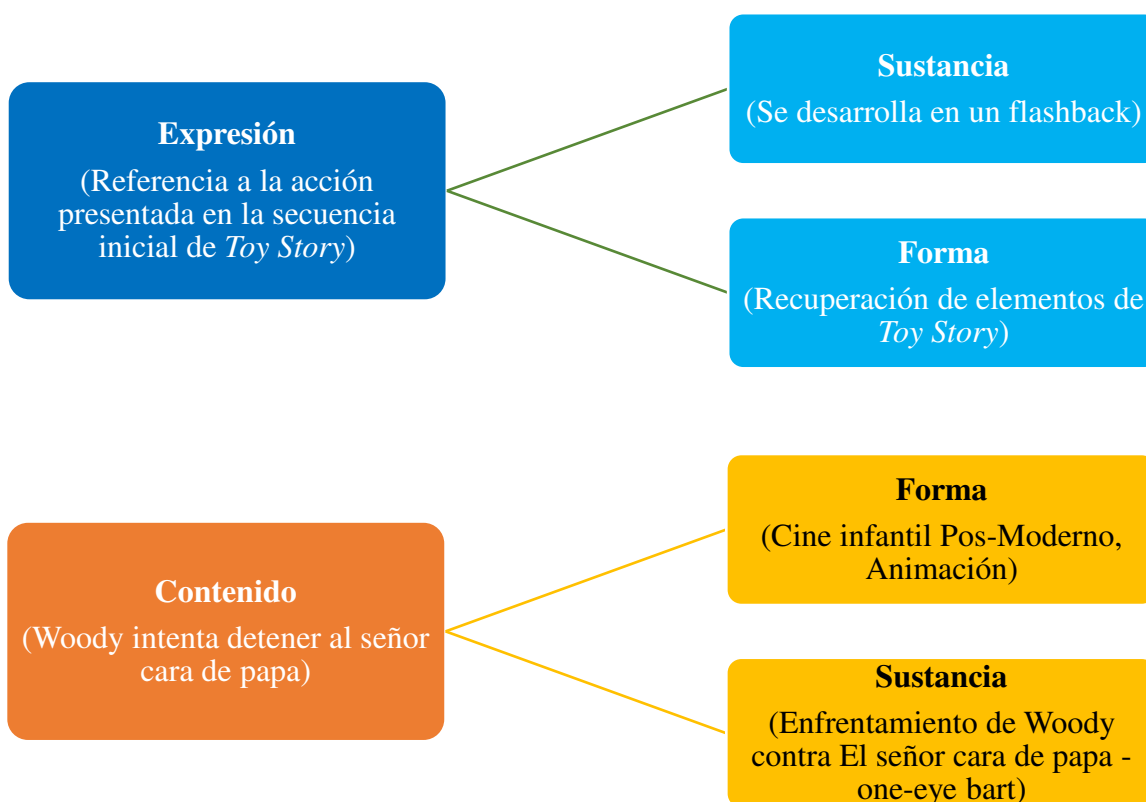 Expresión
(Referencia a la acción
presentada en la secuencia
inicial de Toy Story)
Sustancia
(Se desarrolla en un flashback)
Forma
(Recuperación de elementos de
Toy Story)
Contenido
(Woody intenta detener al señor
cara de papa)
Forma
(Cine infantil Pos-Moderno,
Animación)
Sustancia
(Enfrentamiento de Woody
contra El señor cara de papa -
one-eye bart)